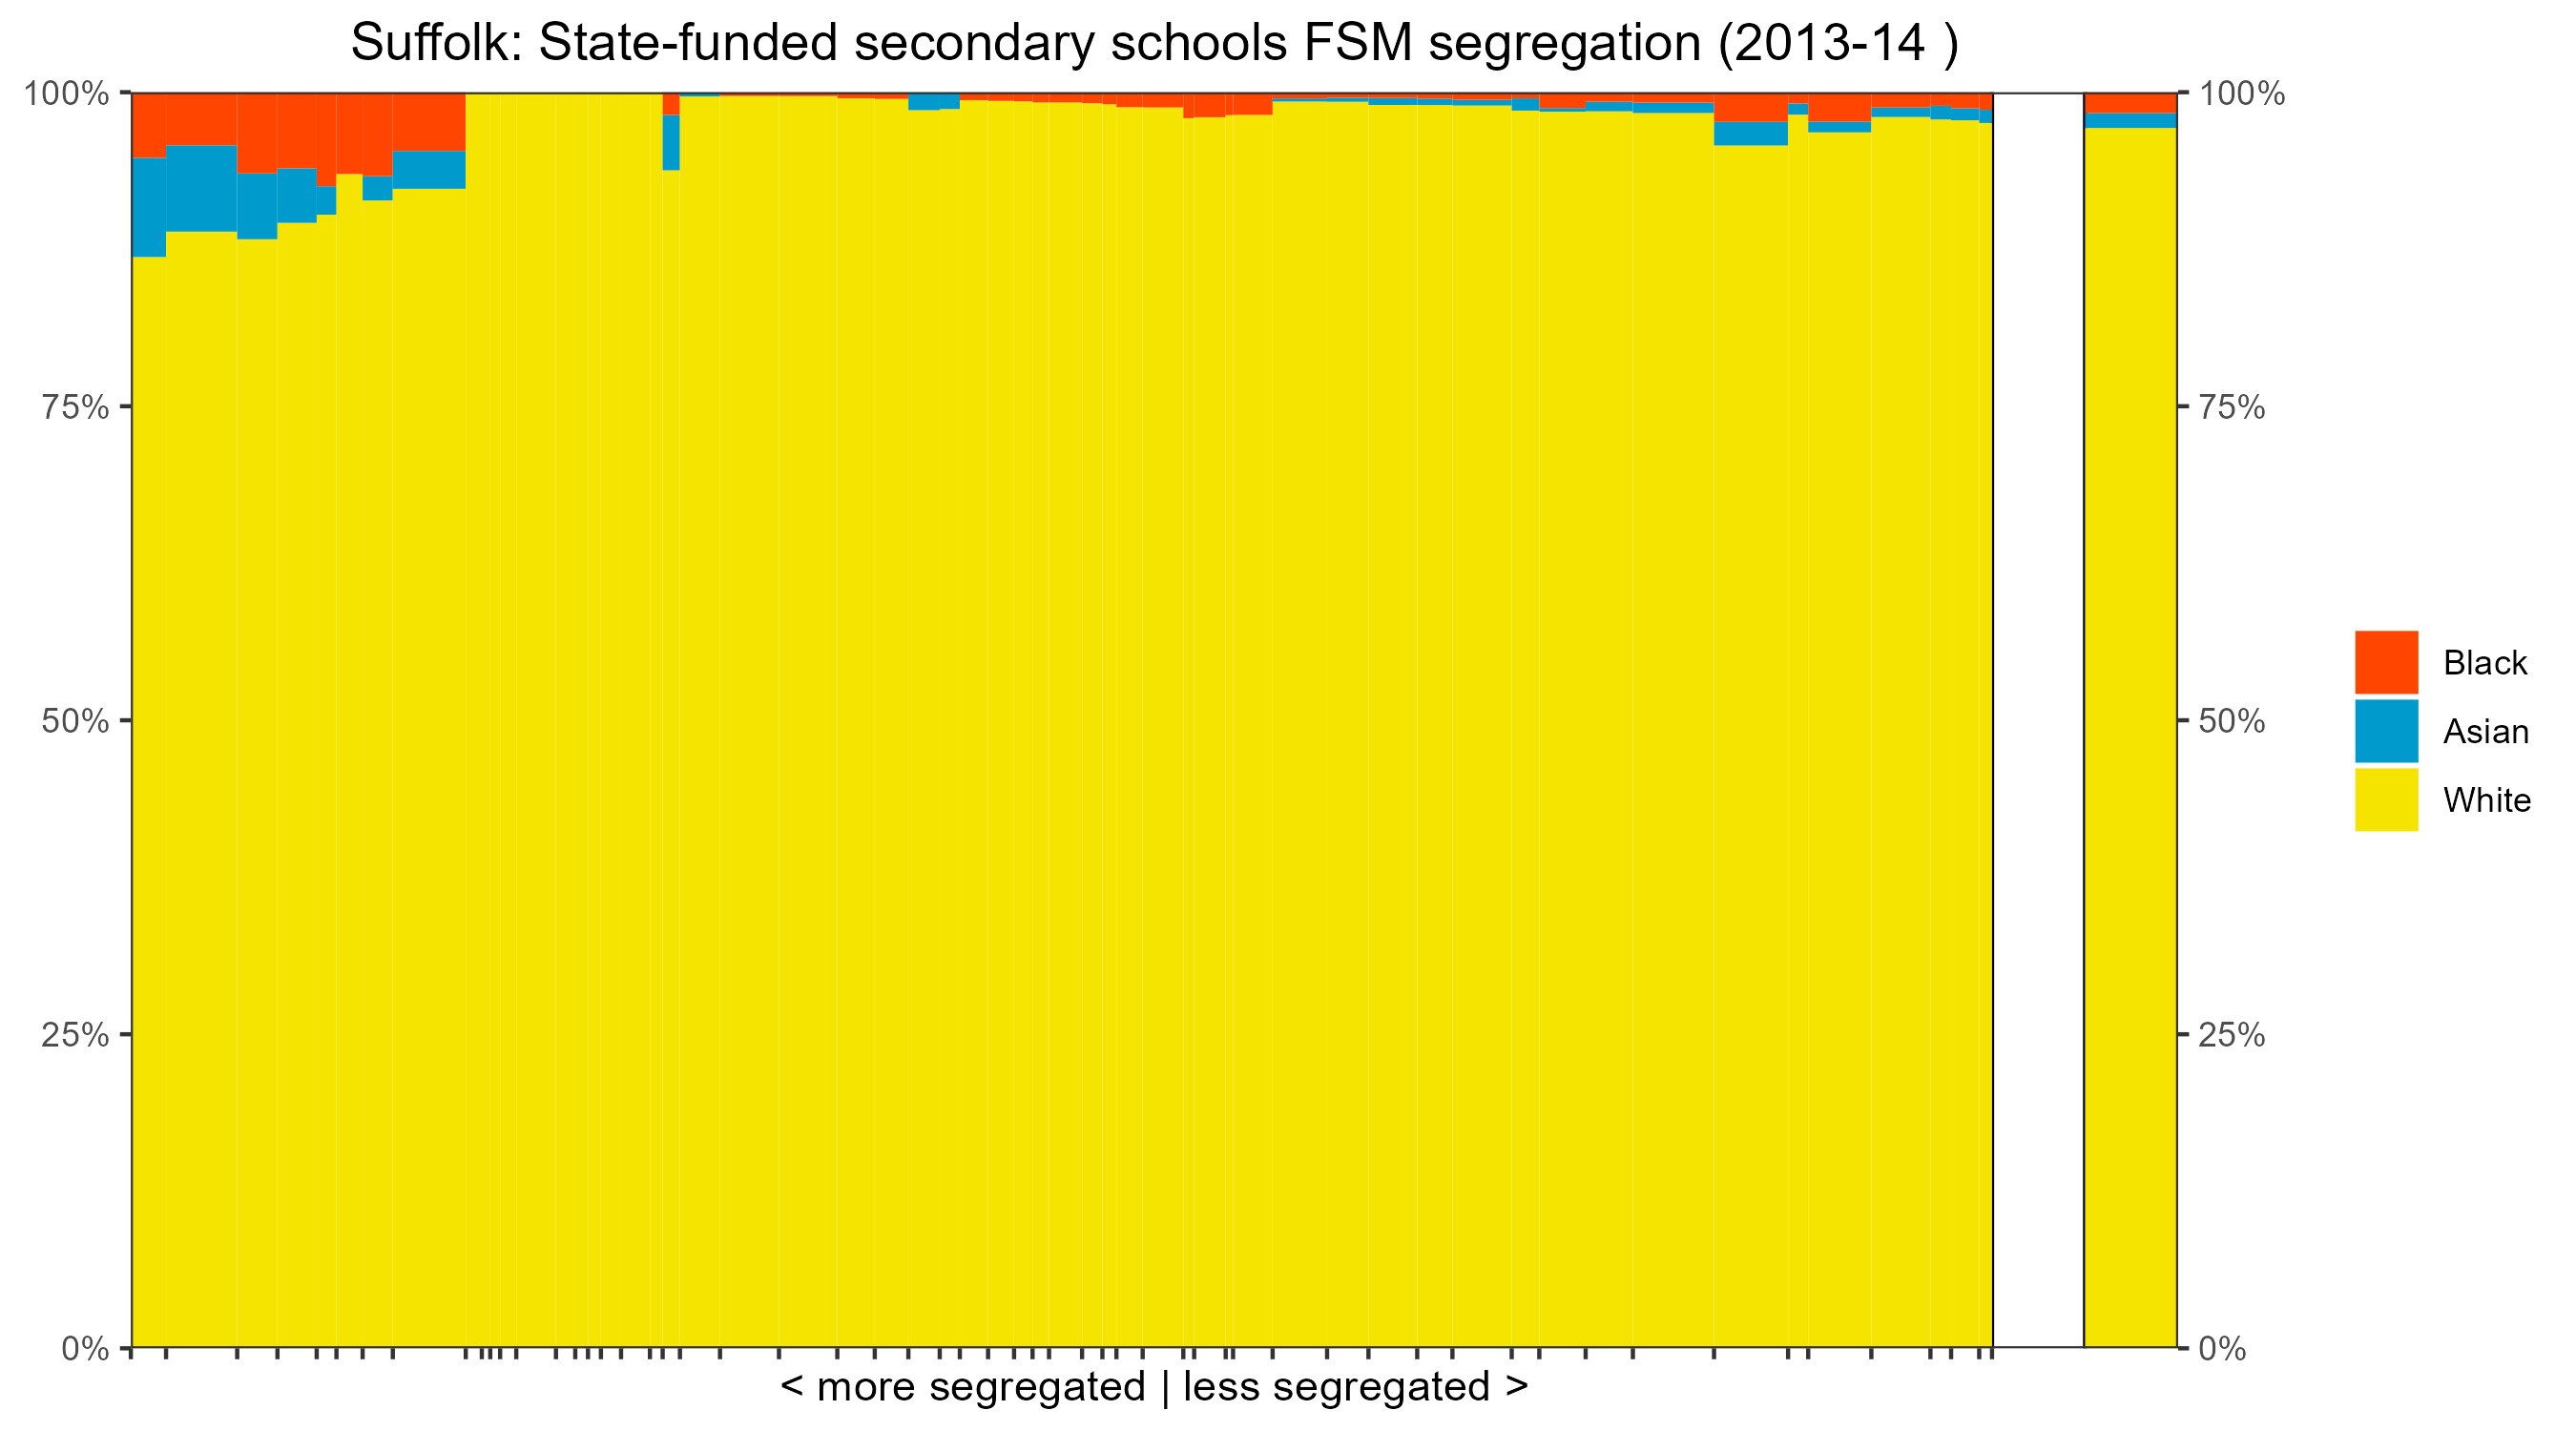 Suffolk: State-funded secondary schools FSM segregation (2013-14 )
100%
75%
50%
25%
0%
100%
75%
50%
25%
0%
< more segregated | less segregated >
Black
Asian
White